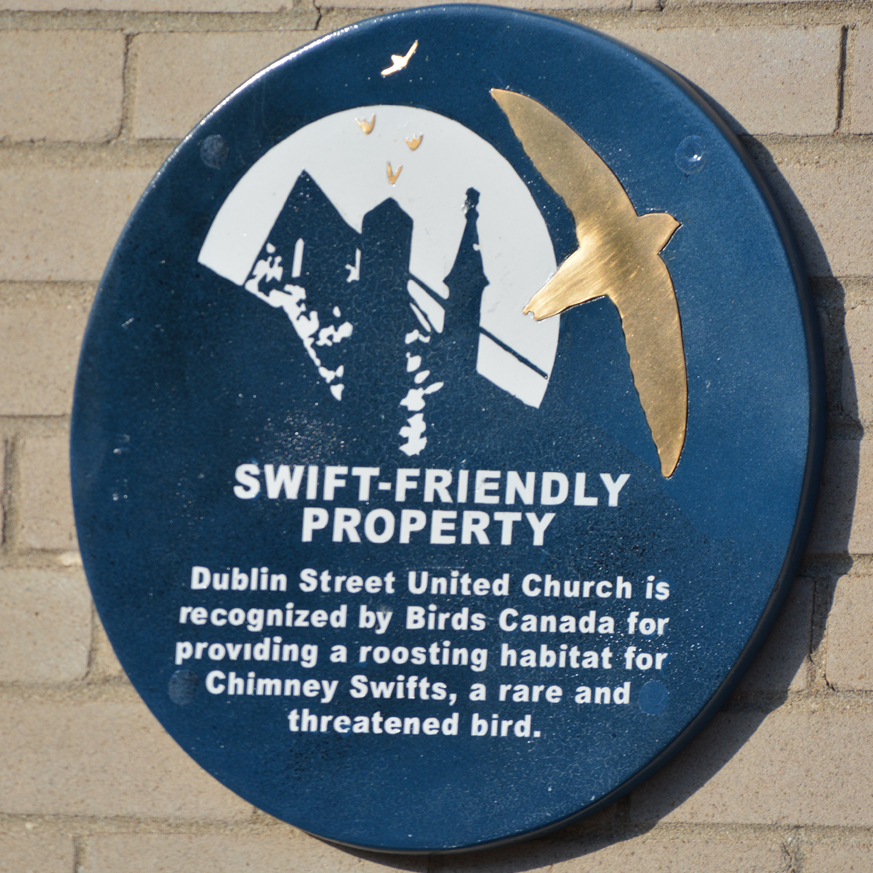 SWIFT-FRIENDLY
PROPERTY
Dublin Street United Church is
recognized by Birds Canada for
providing a roosting habitat for
Chimney Swifts, a rare and
threatened bird.